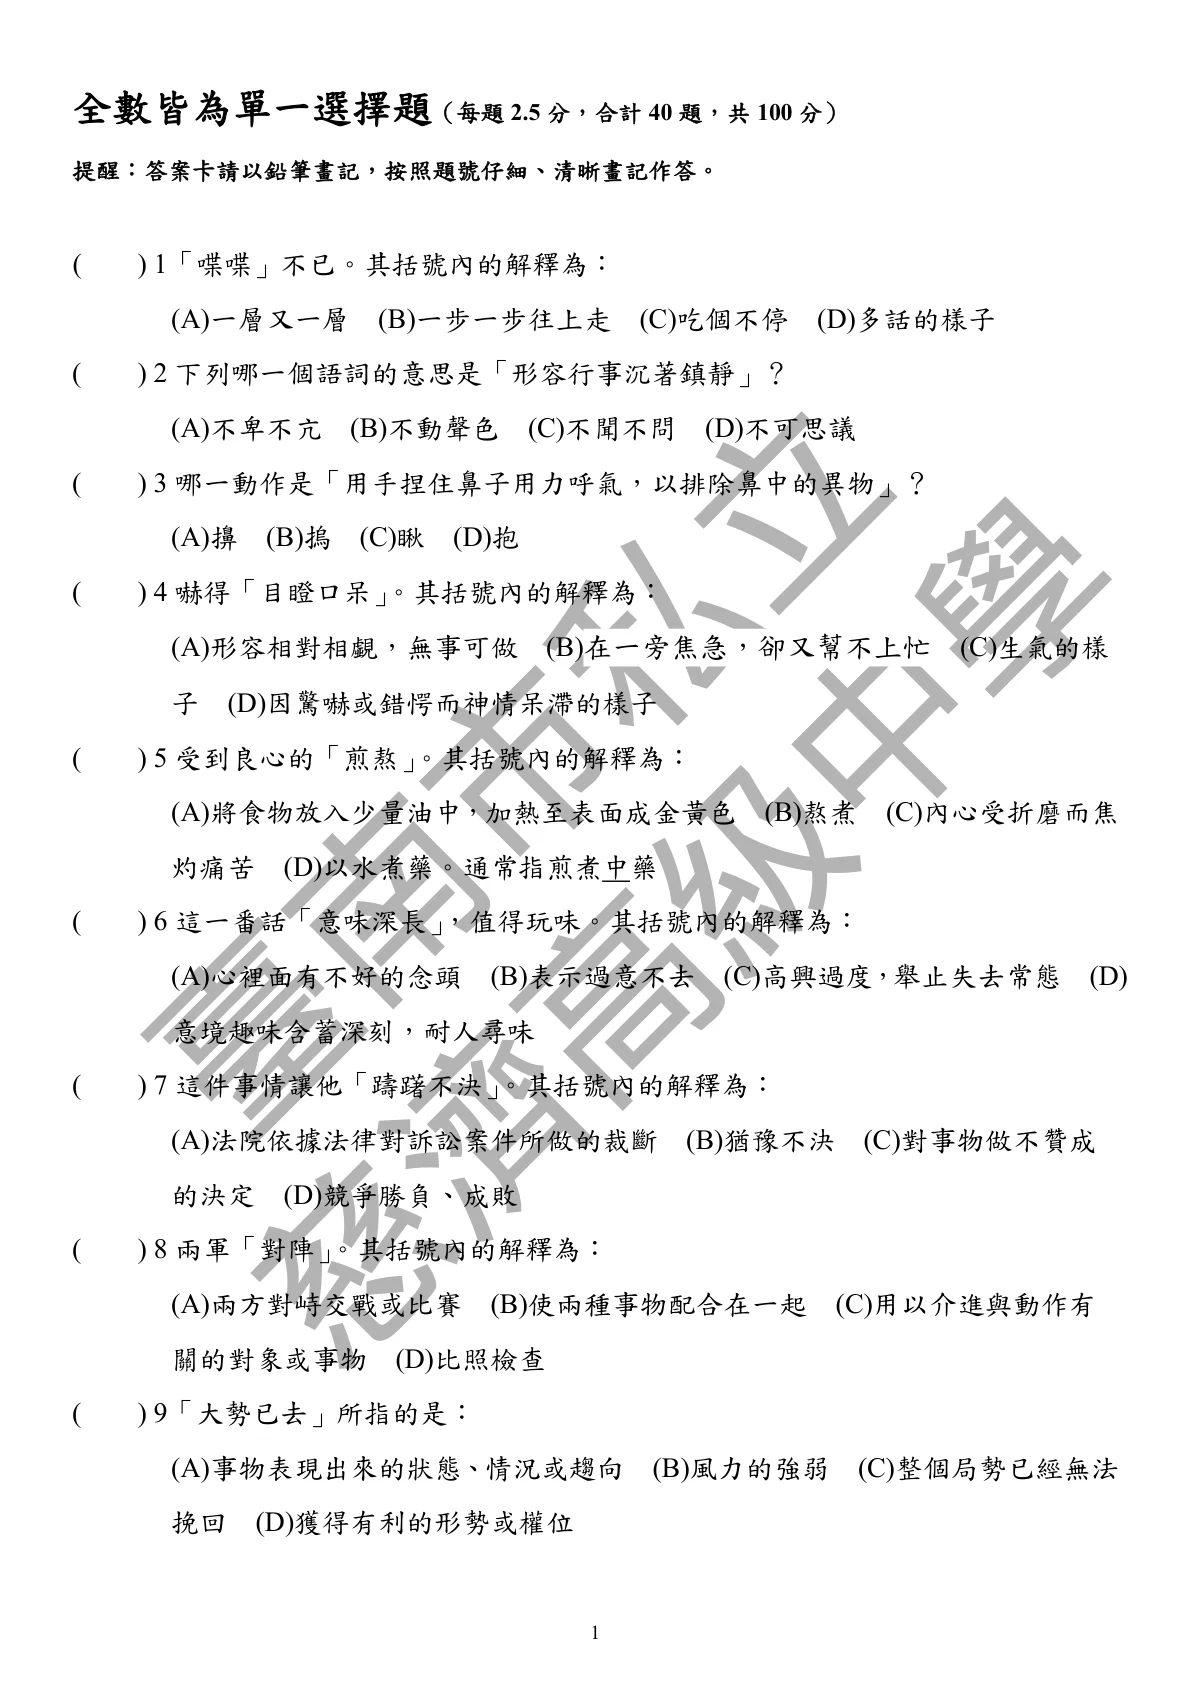 全數皆為單一選擇題（每題 2.5 分，合計 40 題，共 100 分）
提醒：答案卡請以鉛筆畫記，按照題號仔細、清晰畫記作答。
(　　) 1「喋喋」不已。其括號內的解釋為：
(A)一層又一層　(B)一步一步往上走　(C)吃個不停　(D)多話的樣子
(　　) 2 下列哪一個語詞的意思是「形容行事沉著鎮靜」？
(A)不卑不亢　(B)不動聲色　(C)不聞不問　(D)不可思議
(　　) 3 哪一動作是「用手捏住鼻子用力呼氣，以排除鼻中的異物」？
(A)擤　(B)摀　(C)瞅　(D)抱
(　　) 4 嚇得「目瞪口呆」。其括號內的解釋為：
(A)形容相對相覷，無事可做　(B)在一旁焦急，卻又幫不上忙　(C)生氣的樣
子　(D)因驚嚇或錯愕而神情呆滯的樣子
(　　) 5 受到良心的「煎熬」。其括號內的解釋為：
(A)將食物放入少量油中，加熱至表面成金黃色　(B)熬煮　(C)內心受折磨而焦
灼痛苦　(D)以水煮藥。通常指煎煮中藥
(　　) 6 這一番話「意味深長」，值得玩味。其括號內的解釋為：
(A)心裡面有不好的念頭　(B)表示過意不去　(C)高興過度，舉止失去常態　(D)
意境趣味含蓄深刻，耐人尋味
(　　) 7 這件事情讓他「躊躇不決」。其括號內的解釋為：
(A)法院依據法律對訴訟案件所做的裁斷　(B)猶豫不決　(C)對事物做不贊成
的決定　(D)競爭勝負、成敗
(　　) 8 兩軍「對陣」。其括號內的解釋為：
(A)兩方對峙交戰或比賽　(B)使兩種事物配合在一起　(C)用以介進與動作有
關的對象或事物　(D)比照檢查
(　　) 9「大勢已去」所指的是：
(A)事物表現出來的狀態、情況或趨向　(B)風力的強弱　(C)整個局勢已經無法
挽回　(D)獲得有利的形勢或權位
臺南市私立
慈濟高級中學
1